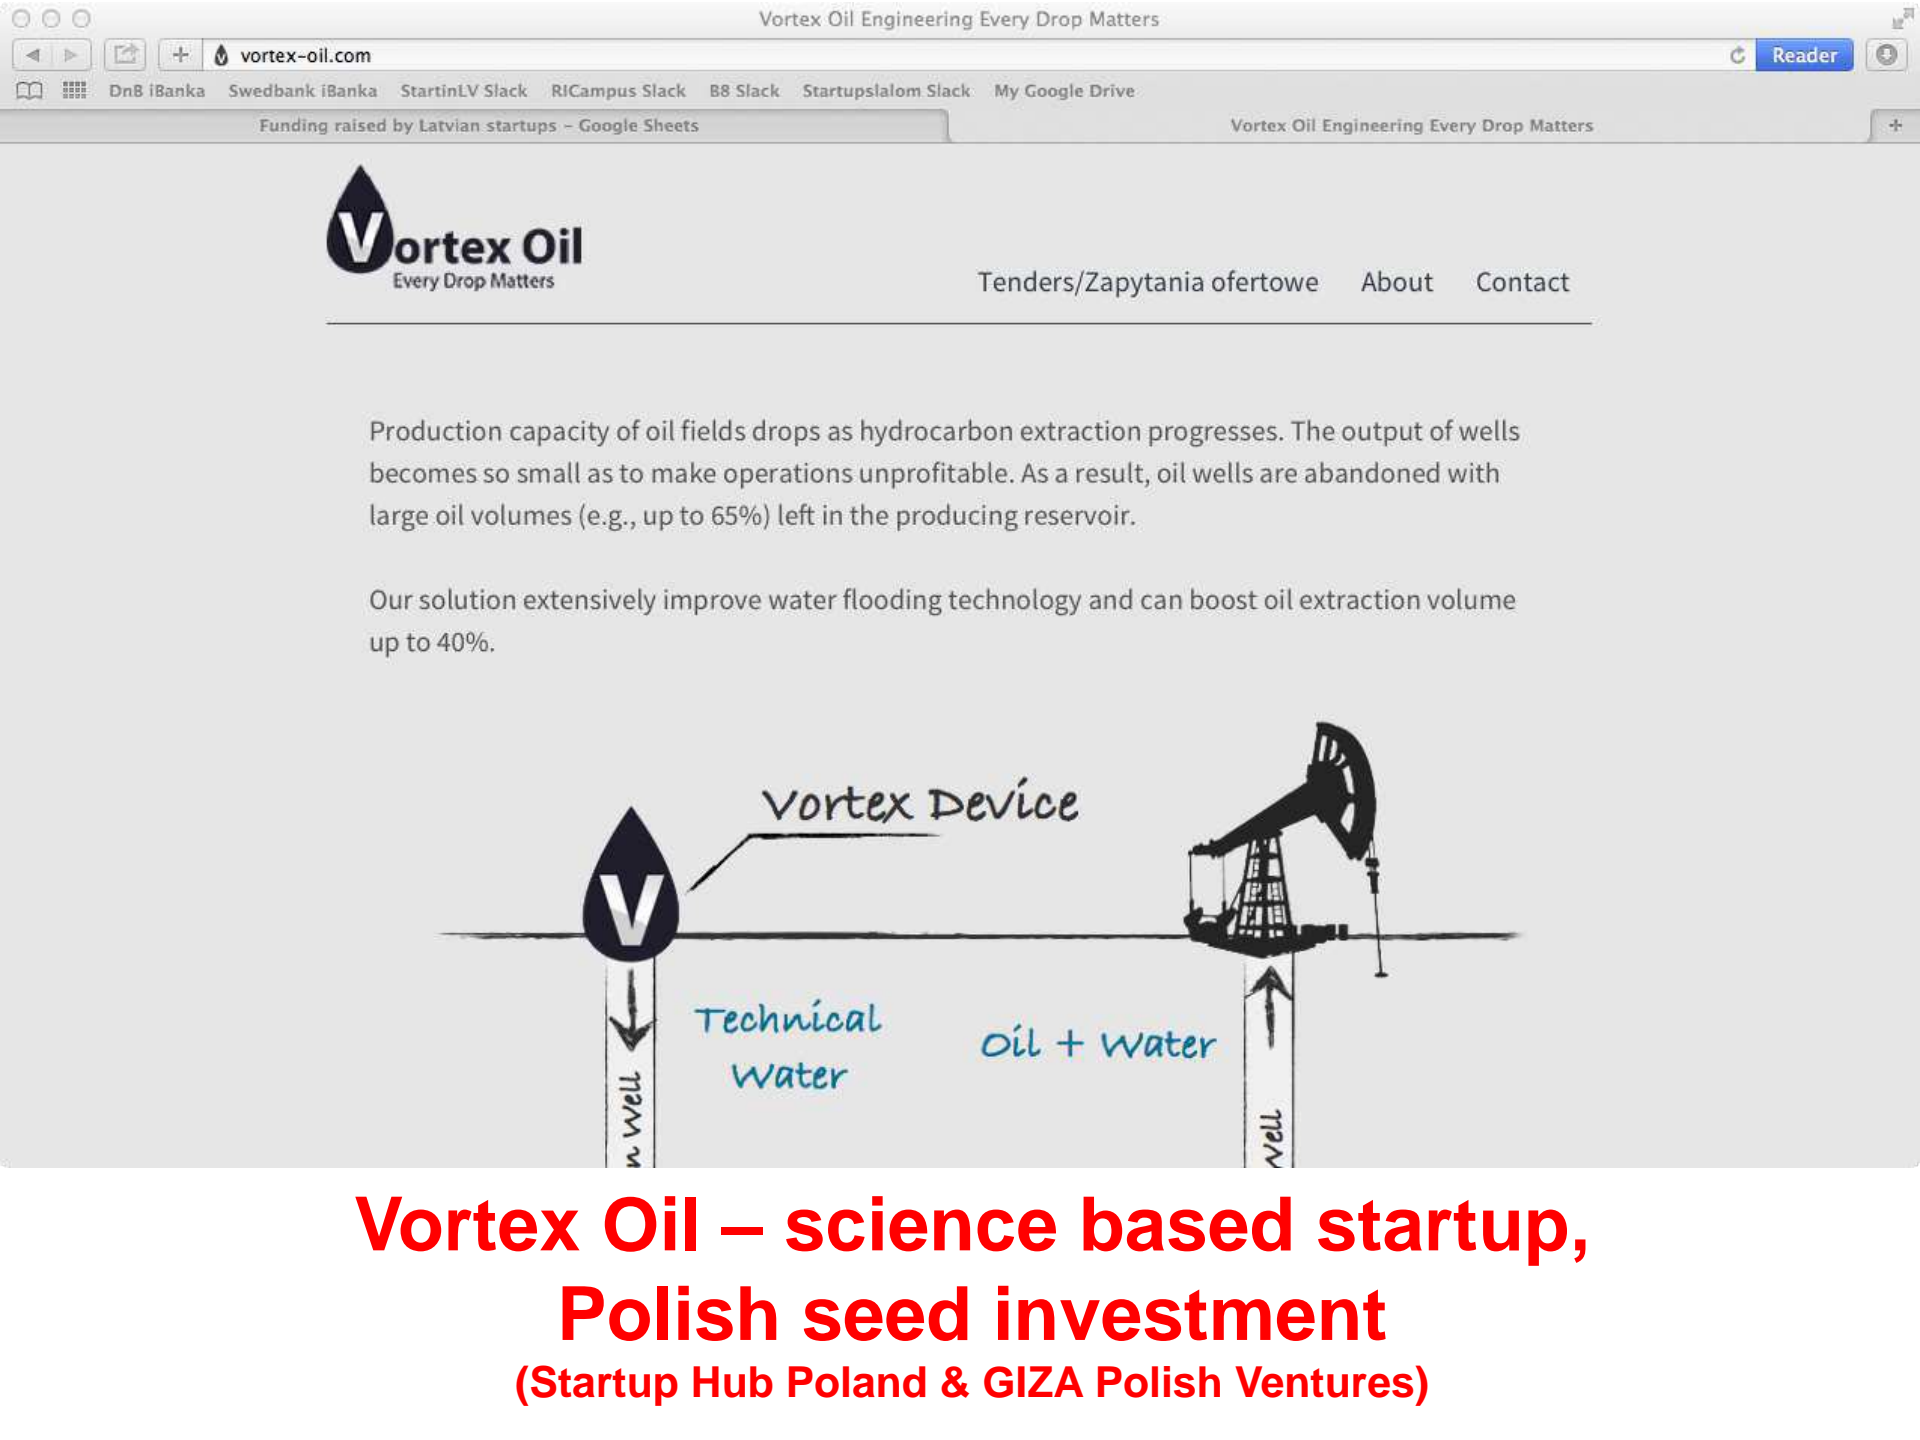 Vortex Oil Engineering Every Drop Matters
vortex-oil.com
Reader
DnB iBanka Swedbank iBanka StartinLV Slack RICampus Slack B8 Slack Startupslalom Slack My Google Drive
Funding raised by Latvian startups – Google Sheets
Vortex Oil Engineering Every Drop Matters
Vortex Oil
Every Drop Matters
Tenders/Zapytania ofertowe About Contact
Production capacity of oil fields drops as hydrocarbon extraction progresses. The output of wells
becomes so small as to make operations unprofitable. As a result, oil wells are abandoned with
large oil volumes (e.g., up to 65%) left in the producing reservoir.
Our solution extensively improve water flooding technology and can boost oil extraction volume
up to 40%.
Vortex Device
V
Technical
Water
Oil + Water
n Well
Well
Vortex Oil – science based startup,
Polish seed investment
(Startup Hub Poland & GIZA Polish Ventures)